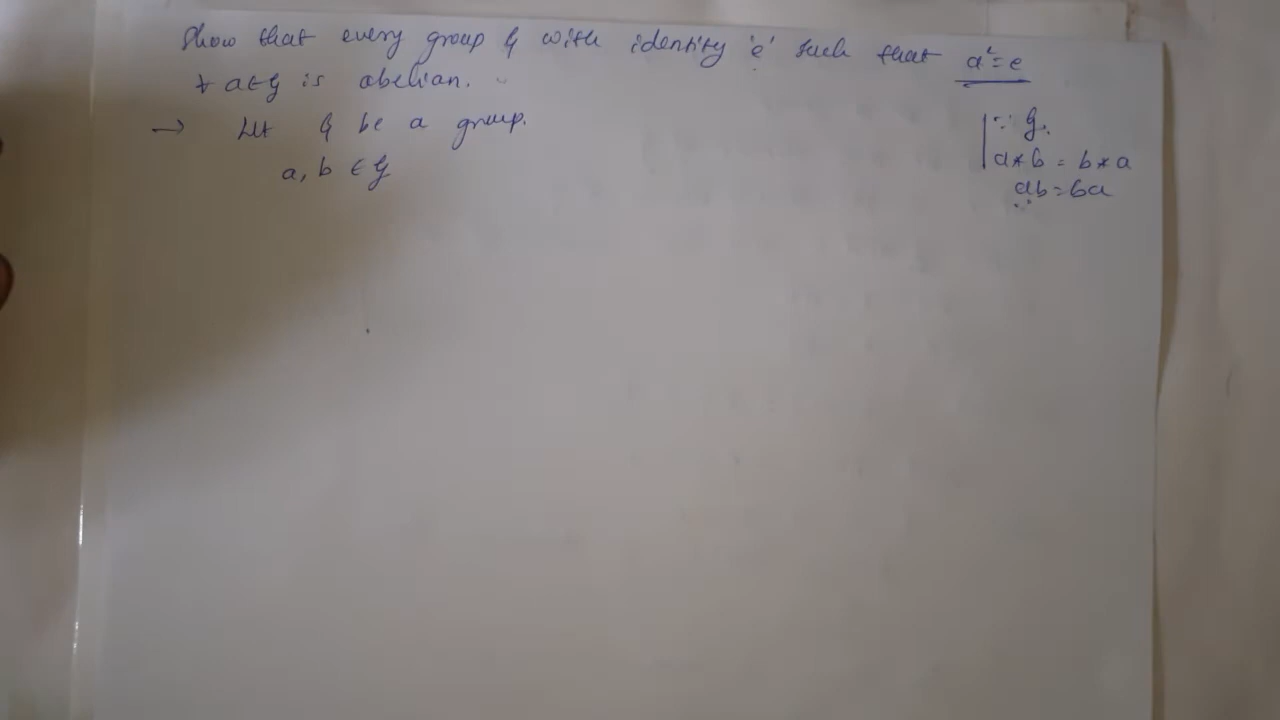 Show that every group G with identity 'e' such that a²=e
∀ a∈G is abelian.
→ Let G be a group.
a, b ∈ G
∵ G.
a*b = b*a
ab=ba